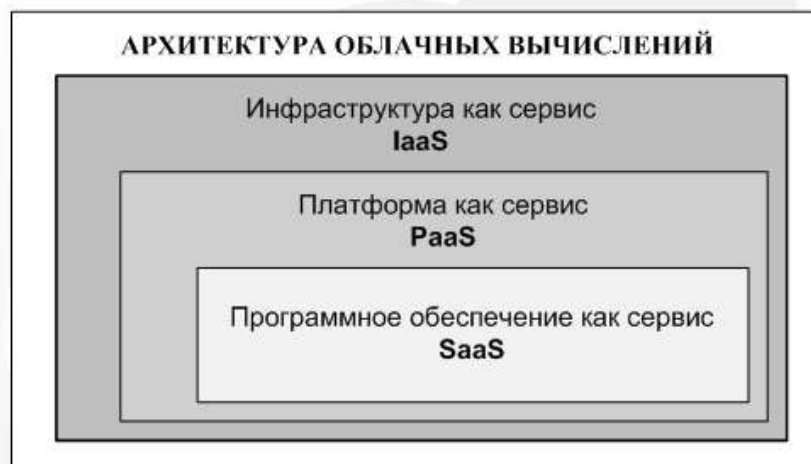 АРХИТЕКТУРА ОБЛАЧНЫХ ВЫЧИСЛЕНИЙ
Инфраструктура как сервис
IaaS
Платформа как сервис
PaaS
Программное обеспечение как сервис
SaaS